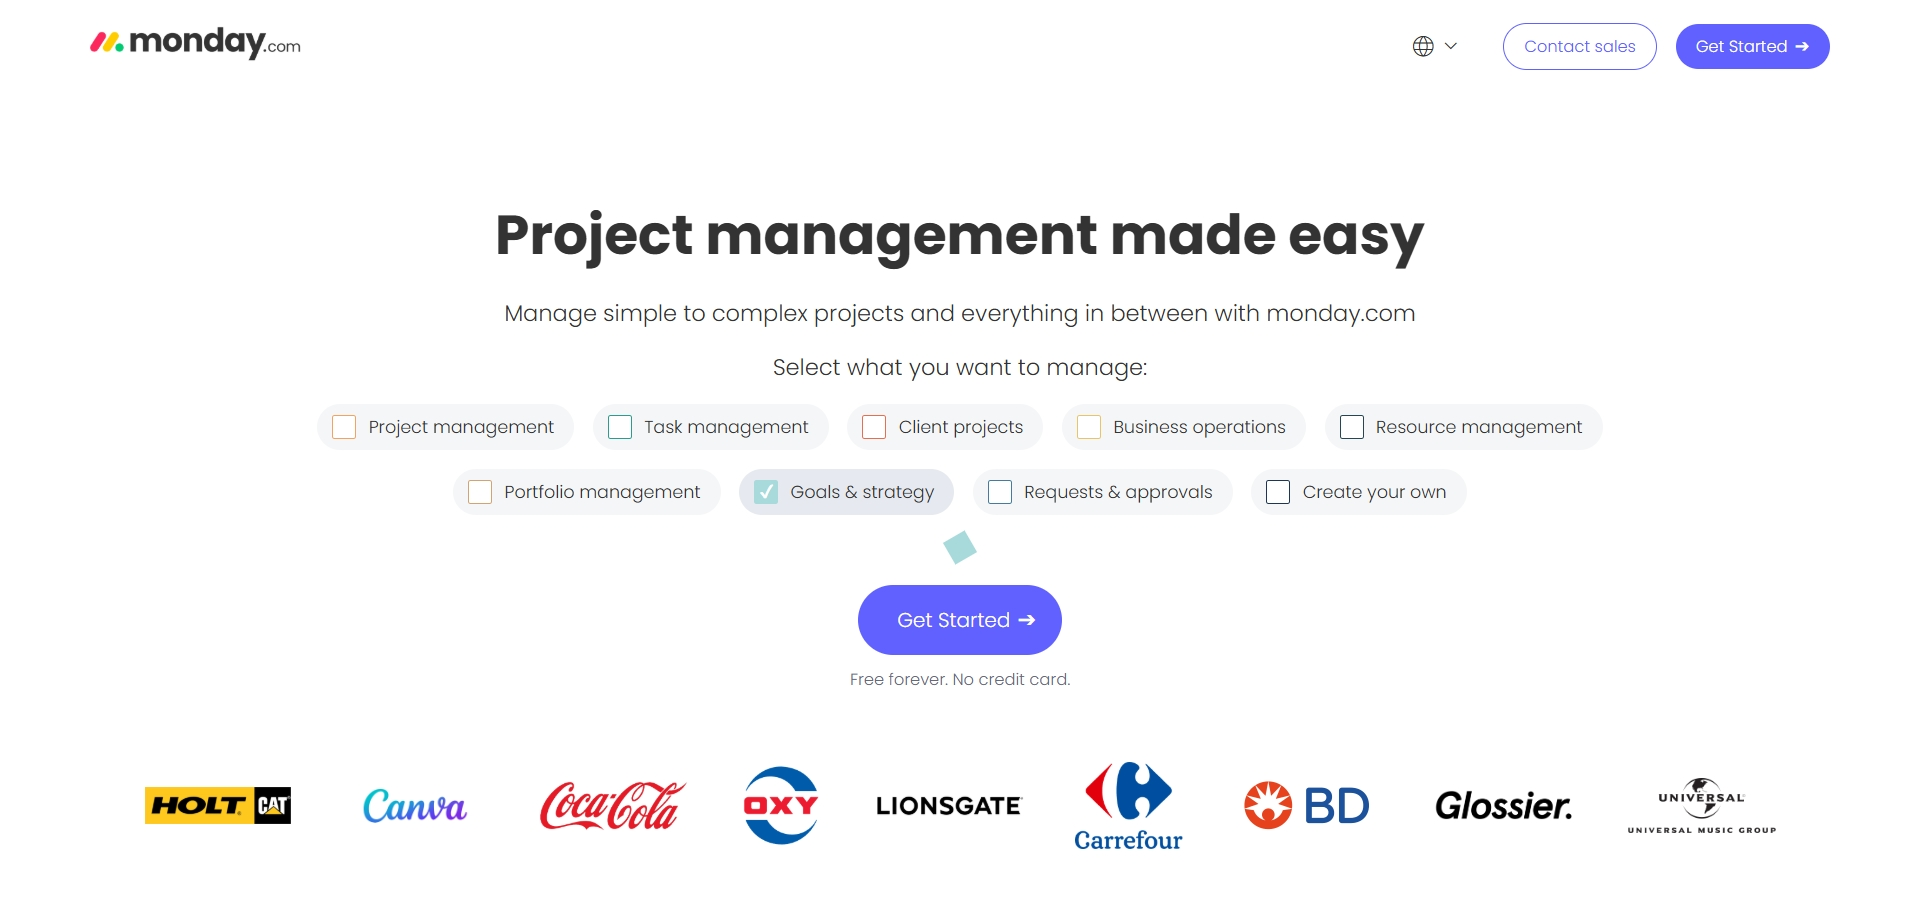 monday.com
Contact sales
Get Started →
Project management made easy
Manage simple to complex projects and everything in between with monday.com
Select what you want to manage:
Project management
Task management
Client projects
Business operations
Resource management
Portfolio management
Goals & strategy
Requests & approvals
Create your own
Get Started →
Free forever. No credit card.
HOLT CAT
Canva
Coca-Cola
OXY
LIONSGATE
Carrefour
BD
Glossier.
UNIVERSAL
UNIVERSAL MUSIC GROUP